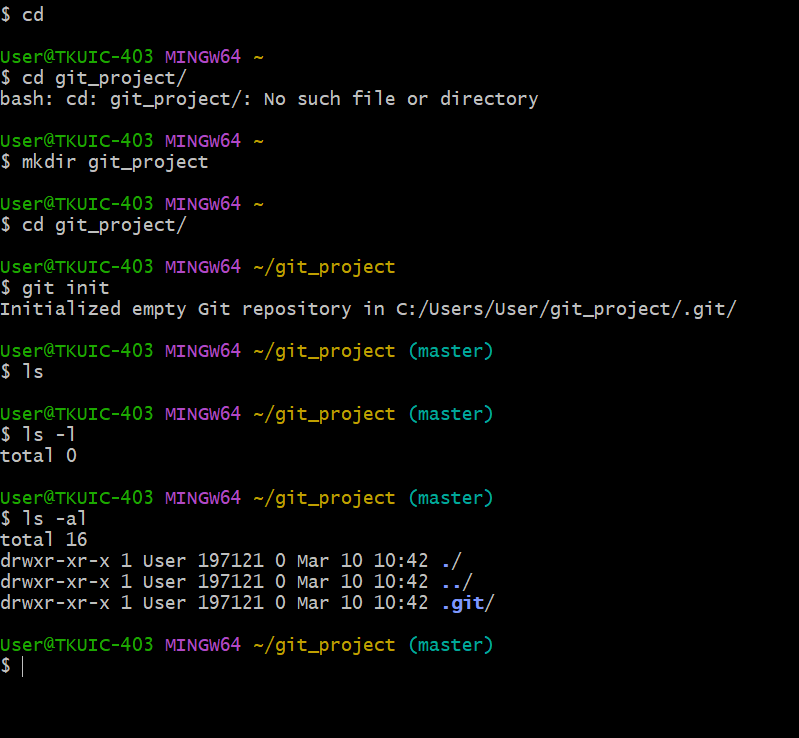 $ cd
User@TKUIC-403 MINGW64 ~
$ cd git_project/
bash: cd: git_project/: No such file or directory
User@TKUIC-403 MINGW64 ~
$ mkdir git_project
User@TKUIC-403 MINGW64 ~
$ cd git_project/
User@TKUIC-403 MINGW64 ~/git_project
$ git init
Initialized empty Git repository in C:/Users/User/git_project/.git/
User@TKUIC-403 MINGW64 ~/git_project (master)
$ ls
User@TKUIC-403 MINGW64 ~/git_project (master)
$ ls -l
total 0
User@TKUIC-403 MINGW64 ~/git_project (master)
$ ls -al
total 16
drwxr-xr-x 1 User 197121 0 Mar 10 10:42 ./
drwxr-xr-x 1 User 197121 0 Mar 10 10:42 ../
drwxr-xr-x 1 User 197121 0 Mar 10 10:42 .git/
User@TKUIC-403 MINGW64 ~/git_project (master)
$